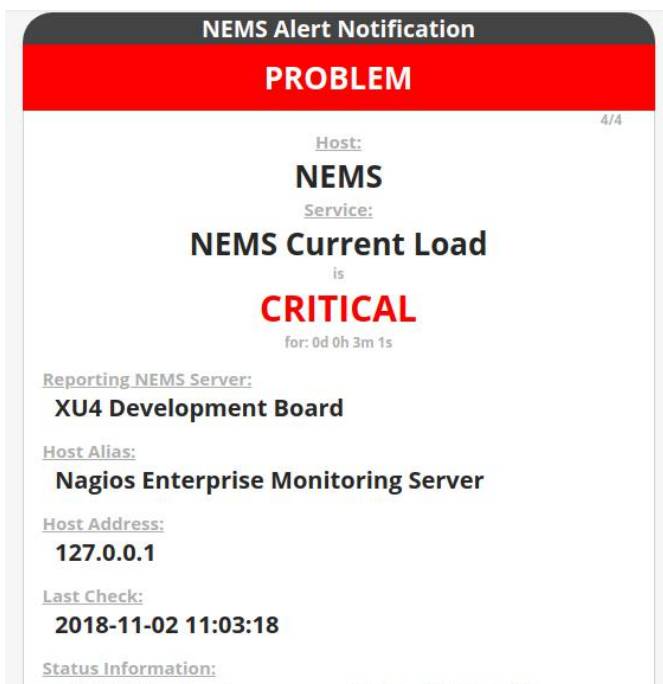 NEMS Alert Notification
PROBLEM
4/4
Host:
NEMS
Service:
NEMS Current Load
is
CRITICAL
for: 0d 0h 3m 1s
Reporting NEMS Server:
XU4 Development Board
Host Alias:
Nagios Enterprise Monitoring Server
Host Address:
127.0.0.1
Last Check:
2018-11-02 11:03:18
Status Information: